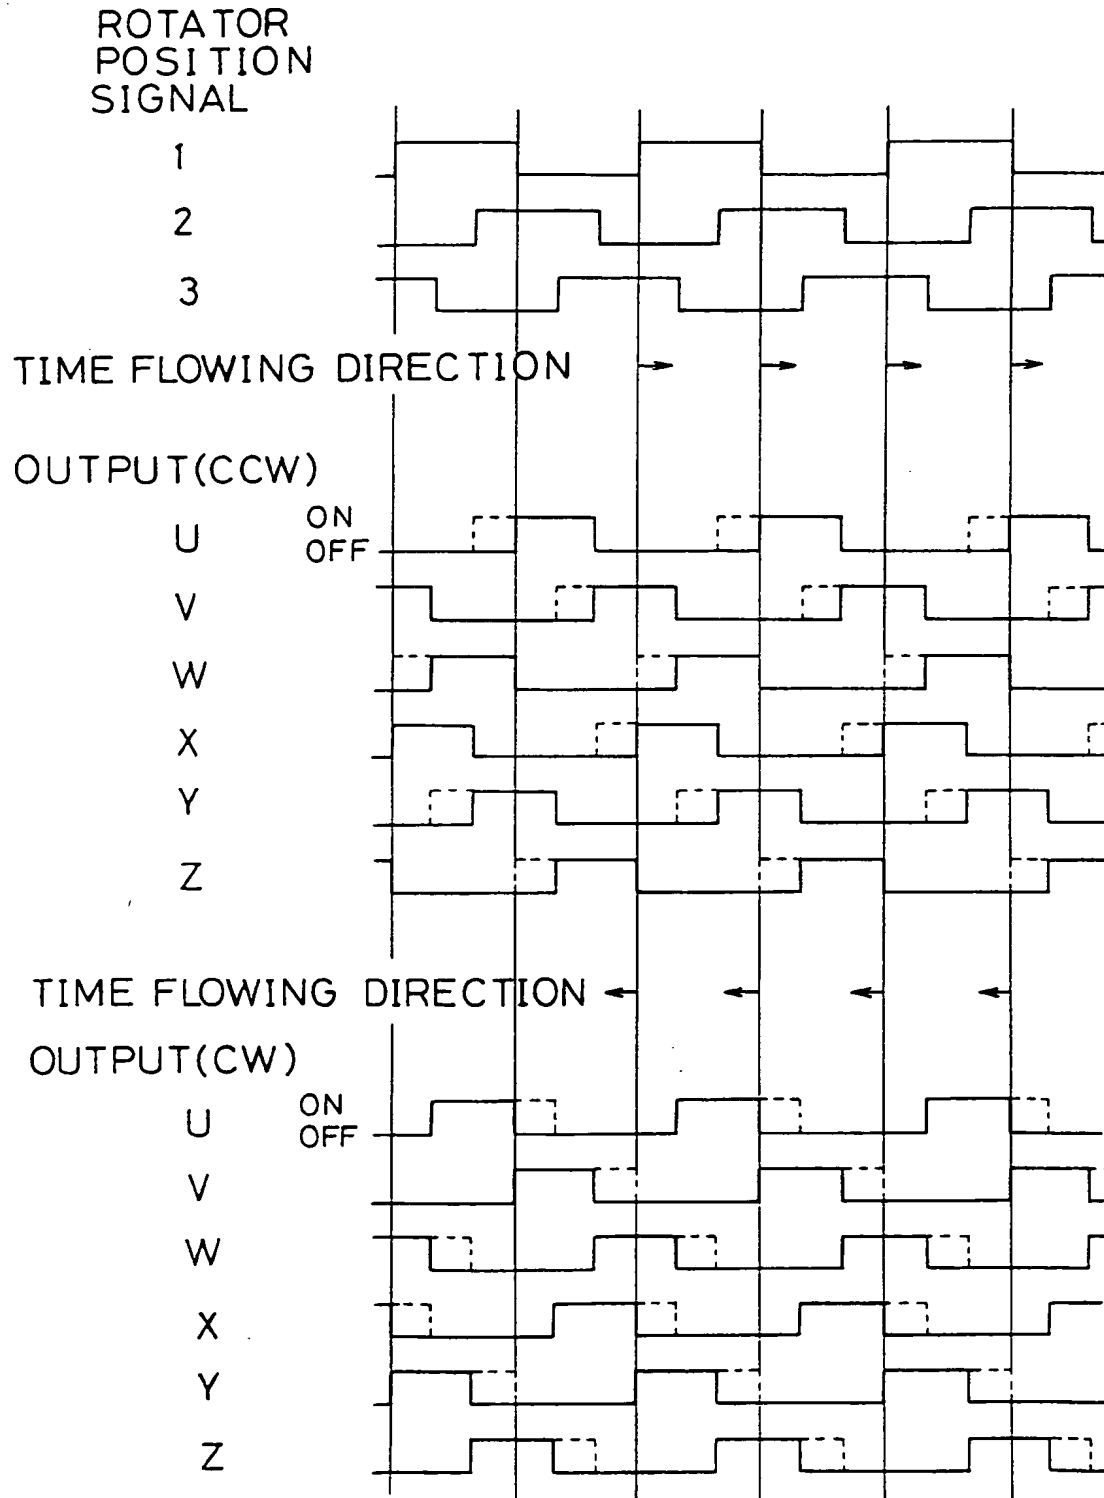 ROTATOR
POSITION
SIGNAL
1
2
3
TIME FLOWING DIRECTION
OUTPUT(CCW)
ON
U OFF
V
W
X
Y
Z
TIME FLOWING DIRECTION
OUTPUT(CW)
ON
U OFF
V
W
X
Y
Z